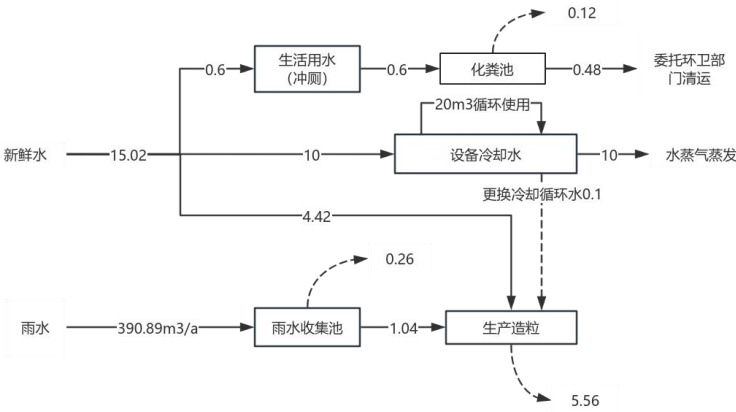 0.12
生活用水
（冲厕）
0.6
0.6
化粪池
0.48
委托环卫部
门清运
20m3循环使用
新鲜水
15.02
10
设备冷却水
10
水蒸气蒸发
更换冷却循环水0.1
4.42
0.26
雨水
390.89m3/a
雨水收集池
1.04
生产造粒
5.56